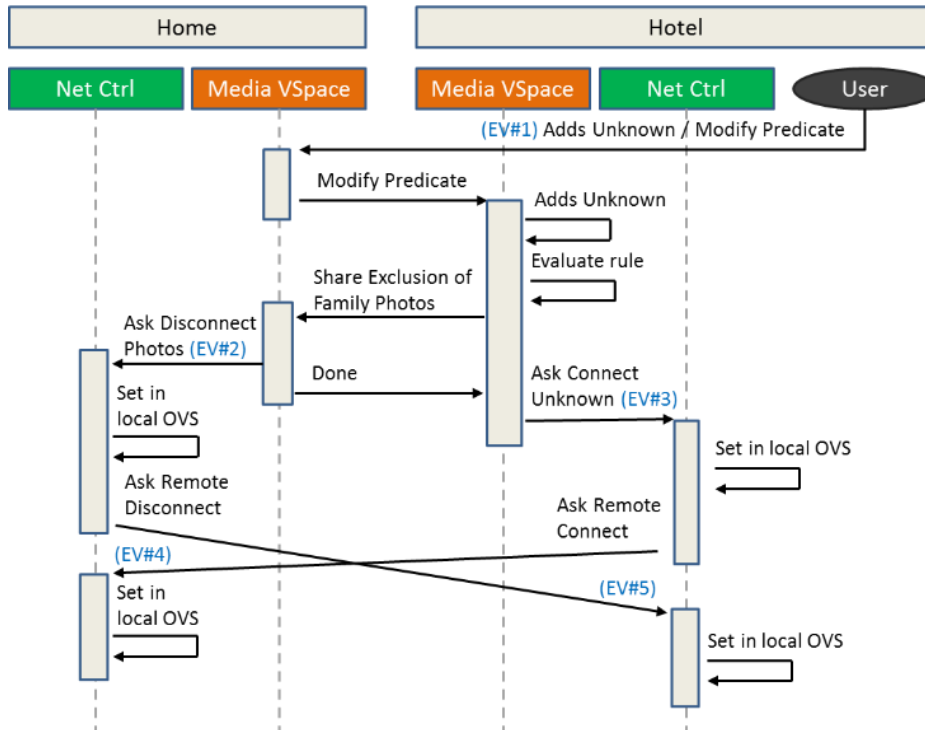 Home
Hotel
Net Ctrl
Media VSpace
Media VSpace
Net Ctrl
User
(EV#1) Adds Unknown / Modify Predicate
Modify Predicate
Adds Unknown
Evaluate rule
Share Exclusion of
Family Photos
Ask Disconnect
Photos (EV#2)
Done
Ask Connect
Unknown (EV#3)
Set in
local OVS
Set in local OVS
Ask Remote
Disconnect
Ask Remote
Connect
(EV#4)
(EV#5)
Set in
local OVS
Set in local OVS